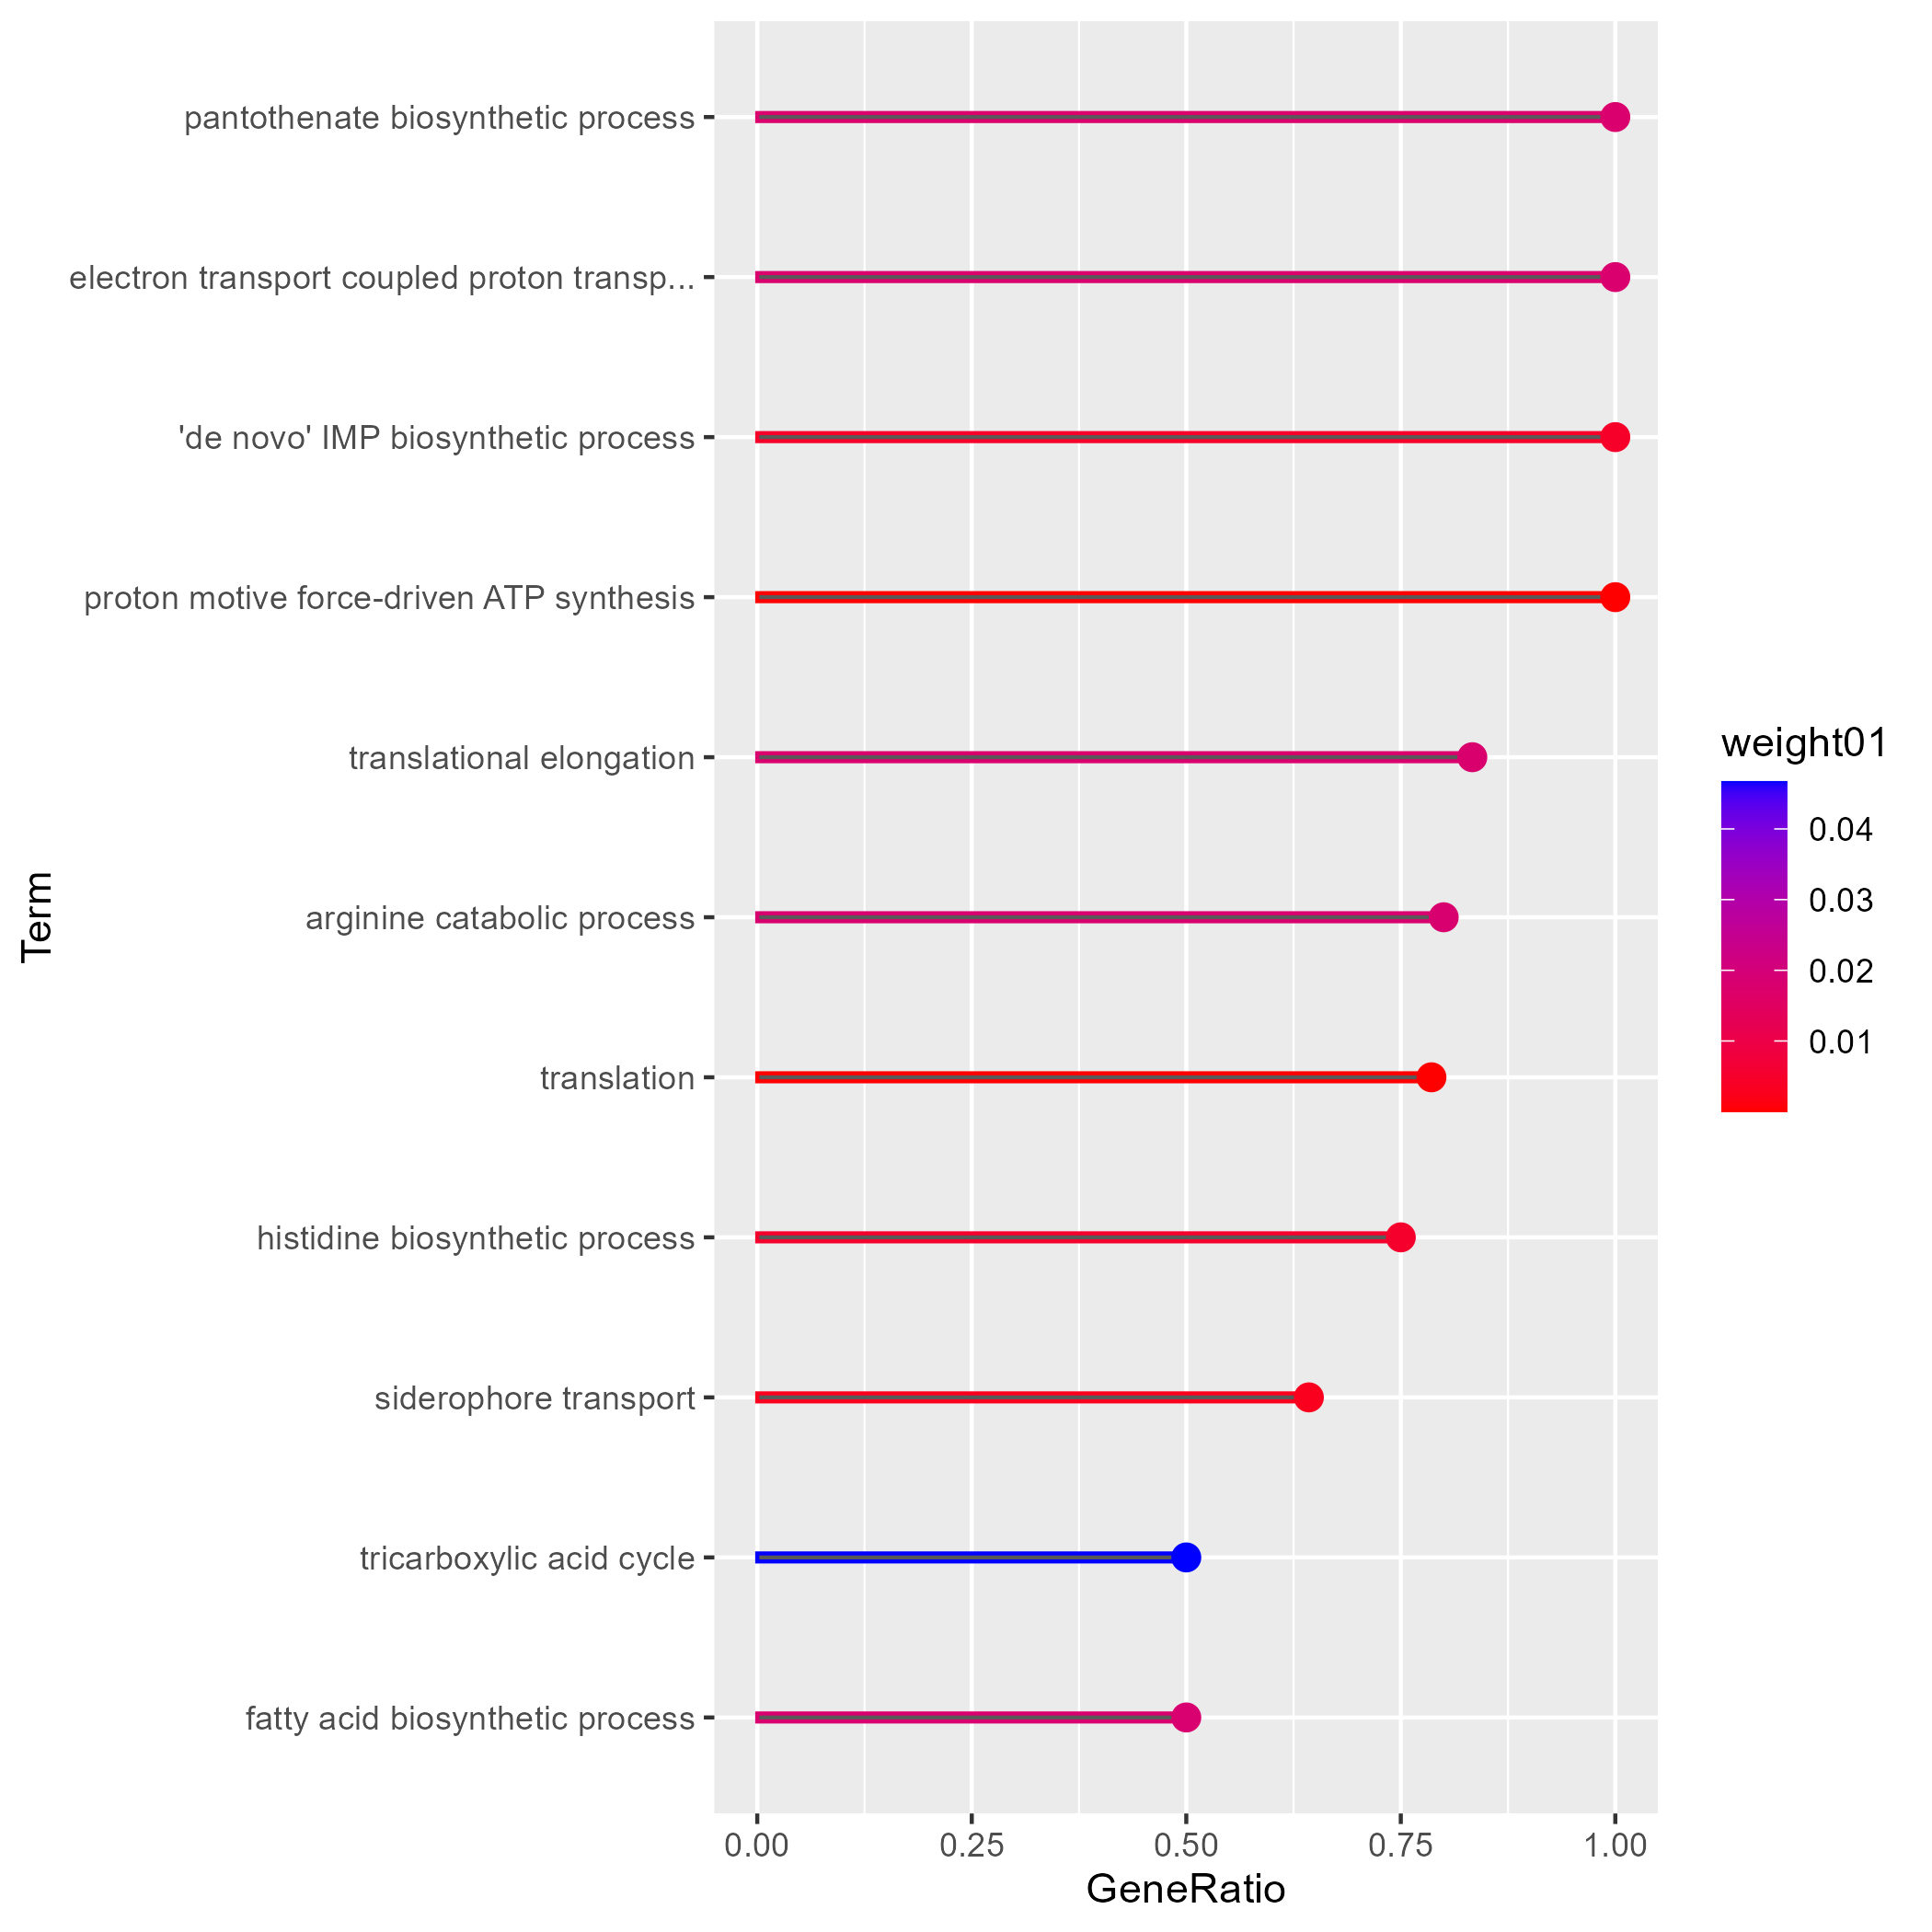 pantothenate biosynthetic process
electron transport coupled proton transp...
'de novo' IMP biosynthetic process
proton motive force-driven ATP synthesis
translational elongation
arginine catabolic process
translation
histidine biosynthetic process
siderophore transport
tricarboxylic acid cycle
fatty acid biosynthetic process
Term
0.00 0.25 0.50 0.75 1.00
GeneRatio
weight01
0.04
0.03
0.02
0.01